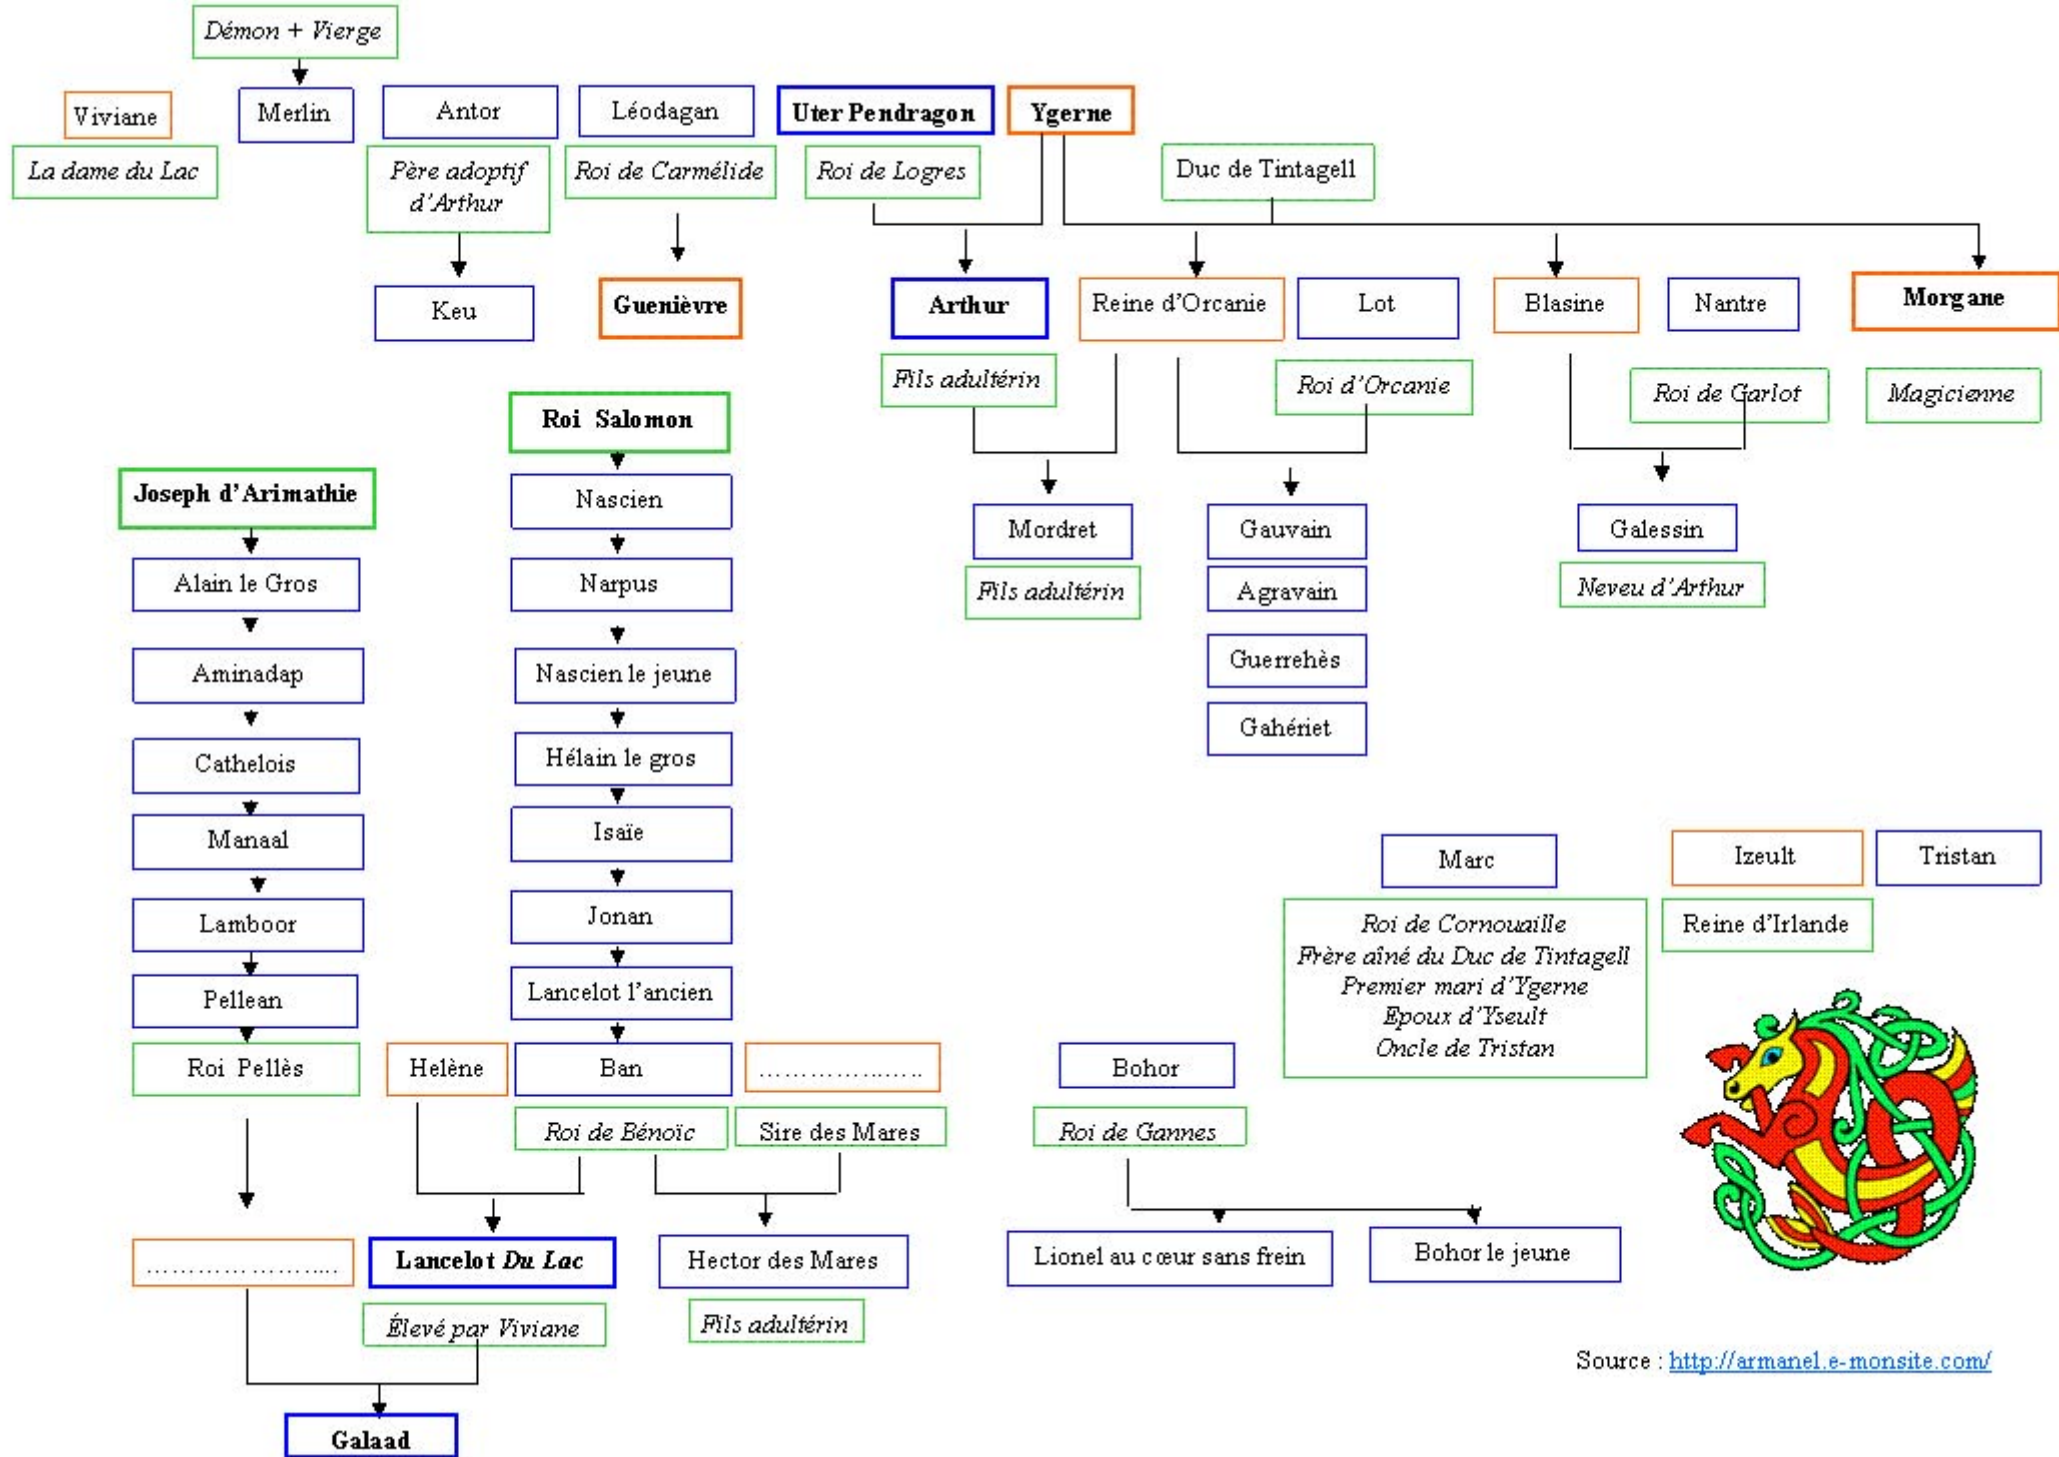 Démon + Vierge
Viviane
Merlin
Antor
Léodagan
Uter Pendragon
Ygerne
La dame du Lac
Père adoptif
d'Arthur
Roi de Carmélide
Roi de Logres
Duc de Tintagell
Keu
Guenièvre
Arthur
Reine d'Orcanie
Lot
Blasine
Nantre
Morgane
Fils adultérin
Roi d'Orcanie
Roi de Garlot
Magicienne
Roi Salomon
Joseph d'Arimathie
Nascien
Mordret
Gauvain
Galessin
Alain le Gros
Narpus
Fils adultérin
Agravain
Neveu d'Arthur
Aminadap
Nascien le jeune
Guerrehès
Gahériet
Cathelois
Hélain le gros
Manaal
Isaïe
Marc
Izeult
Tristan
Lamboor
Jonan
Roi de Cornouaille
Frère aîné du Duc de Tintagell
Premier mari d'Ygerne
Epoux d'Yseult
Oncle de Tristan
Reine d'Irlande
Pellean
Lancelot l'ancien
Roi Pellès
Helène
Ban
…………………..
Bohor
Roi de Bénoïc
Sire des Mares
Roi de Gannes
…………………....
Lancelot Du Lac
Hector des Mares
Lionel au cœur sans frein
Bohor le jeune
Élevé par Viviane
Fils adultérin
Source : http://armanel.e-monsite.com/
Galaad